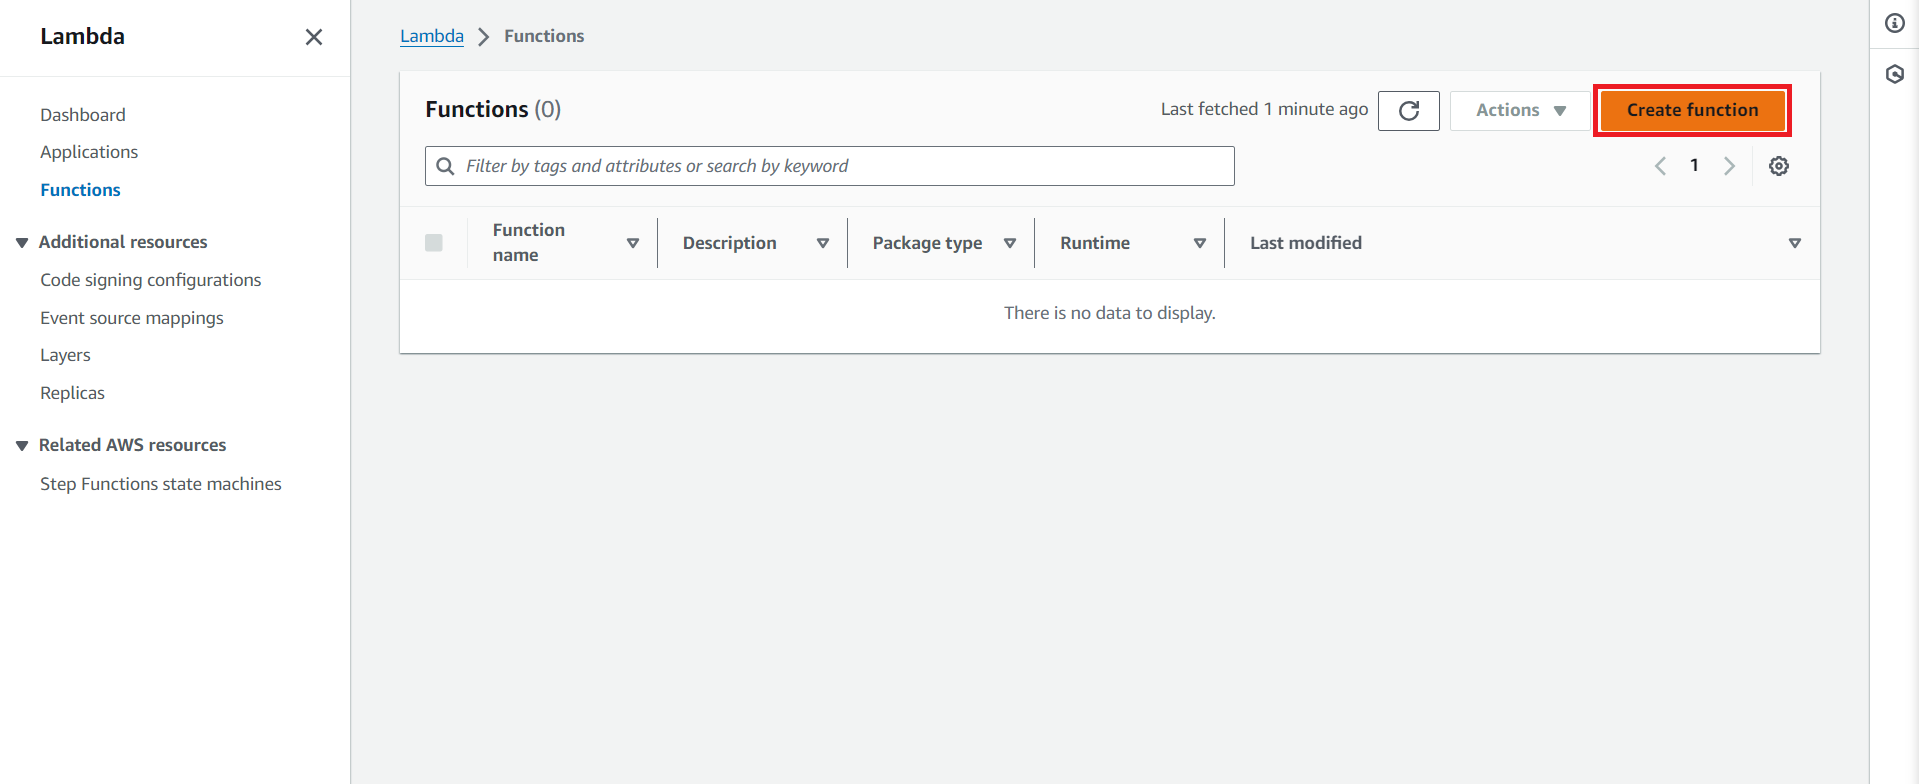 Lambda
Dashboard
Applications
Functions
Additional resources
Code signing configurations
Event source mappings
Layers
Replicas
Related AWS resources
Step Functions state machines
Lambda > Functions
Functions (0)
Last fetched 1 minute ago
Actions
Create function
Filter by tags and attributes or search by keyword
1
Function
name
Description
Package type
Runtime
Last modified
There is no data to display.